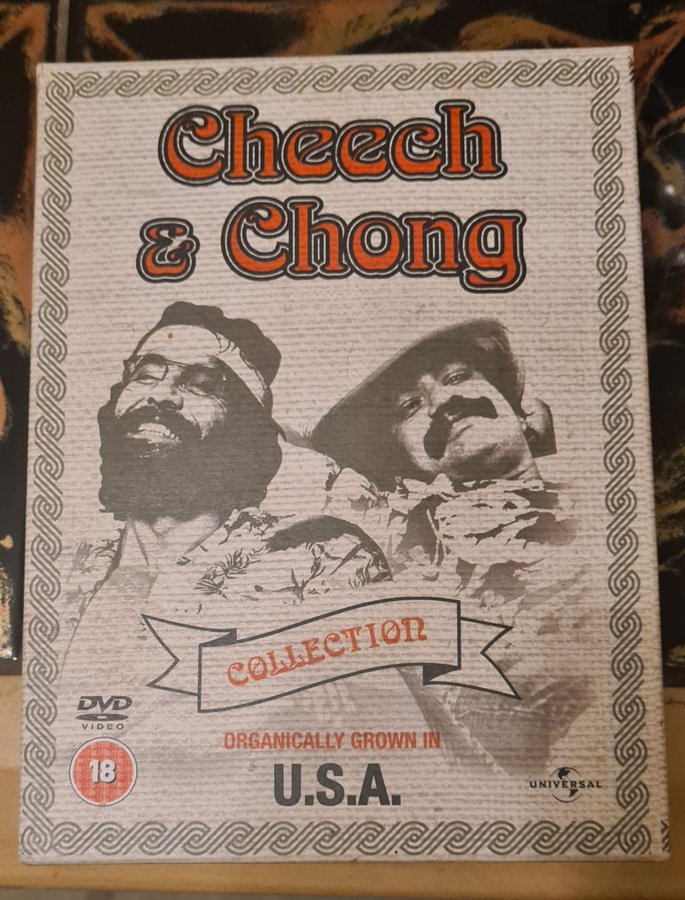 Cheech
& Chong
COLLECTION
DVD
VIDEO
ORGANICALLY GROWN IN
18
U.S.A.
UNIVERSAL